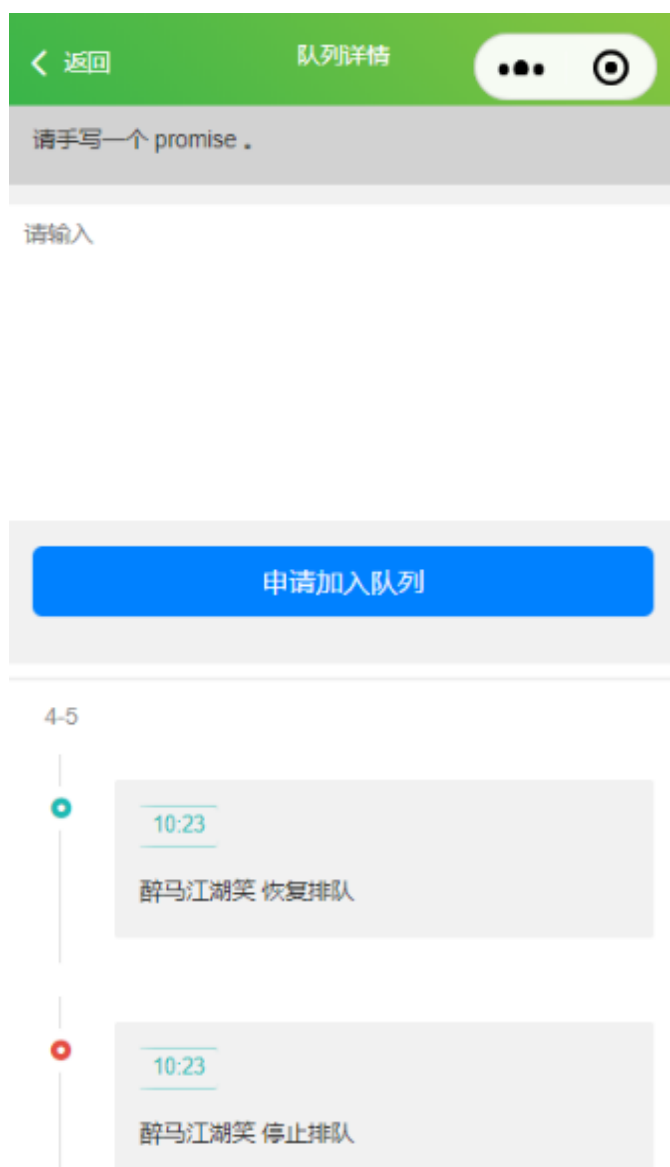 返回
队列详情
请手写一个 promise 。
请输入
申请加入队列
4-5
10:23
醉马江湖笑 恢复排队
10:23
醉马江湖笑 停止排队